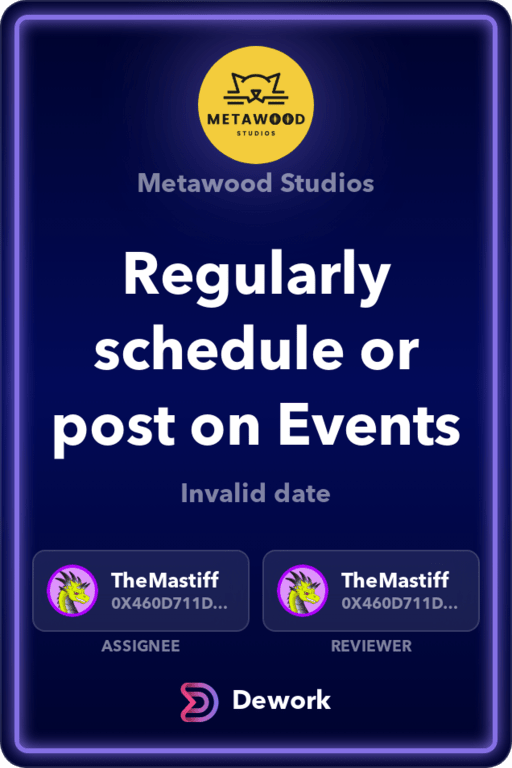 METAWOOD
STUDIOS
Metawood Studios
Regularly
schedule or
post on Events
Invalid date
TheMastiff
0X460D711D...
ASSIGNEE
TheMastiff
0X460D711D...
REVIEWER
Dework